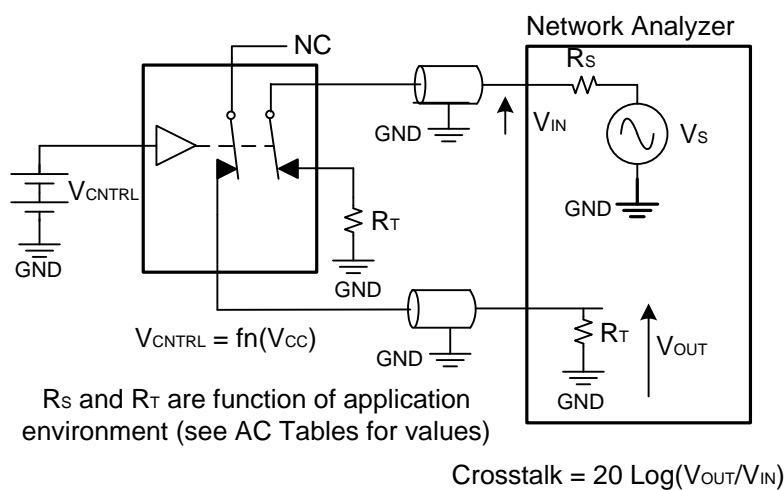 Network Analyzer
NC
RS
GND
VIN
VS
VCNTRL
GND
RT
GND
GND
VCNTRL = fn(VCC)
GND
RT
VOUT
GND
RS and RT are function of application
environment (see AC Tables for values)
Crosstalk = 20 Log(VOUT/VIN)